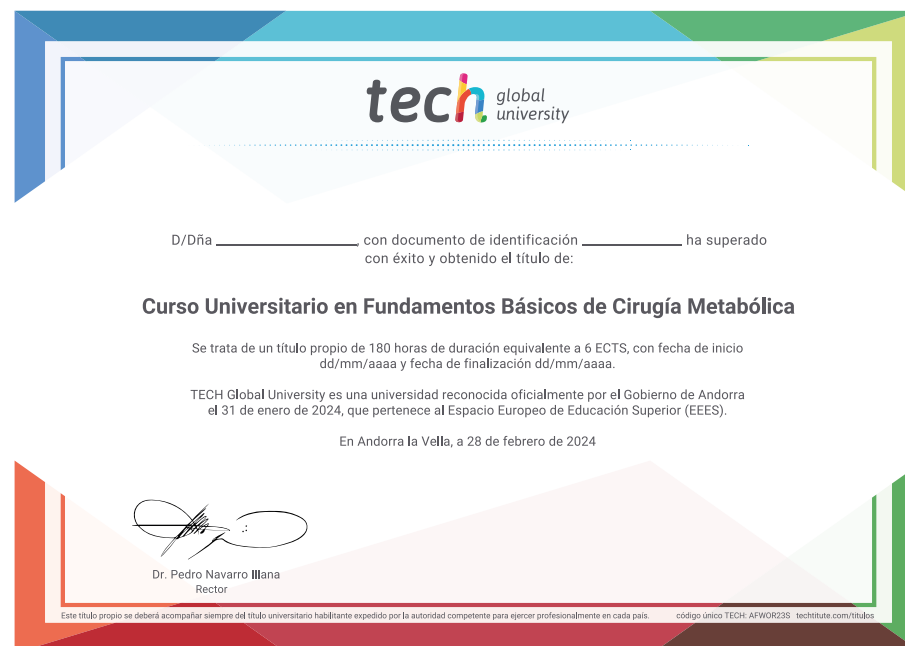 tech global university
D/Dña ________________, con documento de identificación ____________ ha superado
con éxito y obtenido el título de:
Curso Universitario en Fundamentos Básicos de Cirugía Metabólica
Se trata de un título propio de 180 horas de duración equivalente a 6 ECTS, con fecha de inicio
dd/mm/aaaa y fecha de finalización dd/mm/aaaa.
TECH Global University es una universidad reconocida oficialmente por el Gobierno de Andorra
el 31 de enero de 2024, que pertenece al Espacio Europeo de Educación Superior (EEES).
En Andorra la Vella, a 28 de febrero de 2024
Dr. Pedro Navarro Illana
Rector
Este título propio se deberá acompañar siempre del título universitario habilitante expedido por la autoridad competente para ejercer profesionalmente en cada país. código único TECH: AFWOR23S techtitute.com/titulos